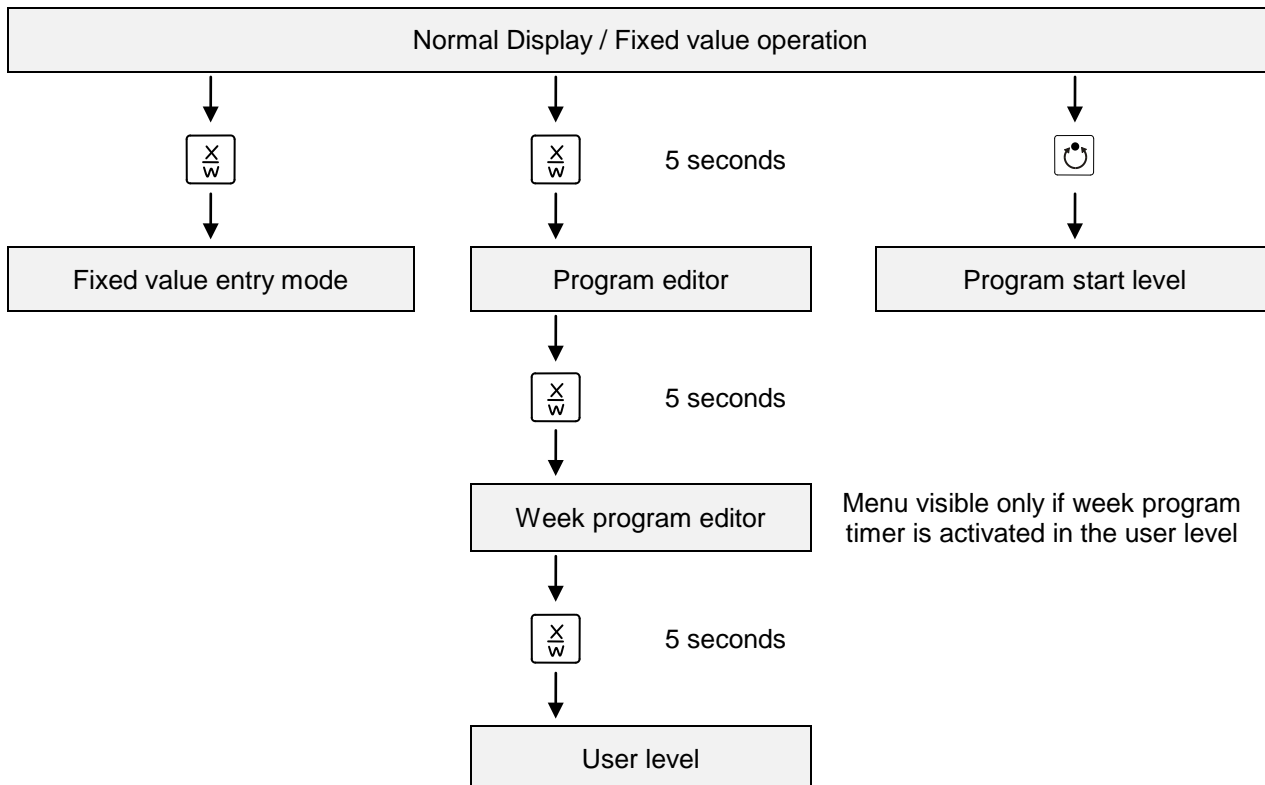 Normal Display / Fixed value operation
X
W
X
W
5 seconds
Fixed value entry mode
Program editor
Program start level
X
W
5 seconds
Week program editor
Menu visible only if week program
timer is activated in the user level
X
W
5 seconds
User level